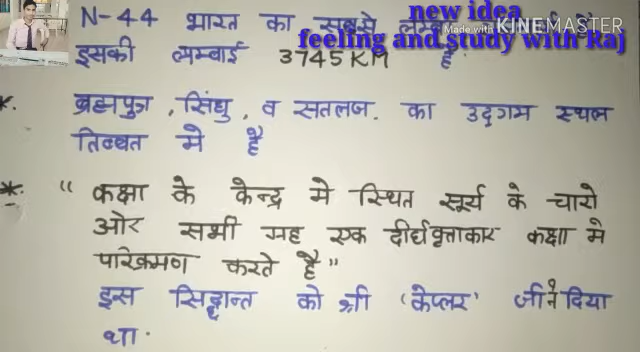 new idea
feeling and study with Raj
Made with KINEMASTER
N-44 भारत का सबसे
इसकी लम्बाई 3745 KM है.
*. ब्रह्मपुत्र, सिंधु, व सतलज. का उद्गम स्थल
तिब्बत मे है
*. “ कक्षा के केन्द्र मे स्थित सूर्य के चारो
ओर सभी ग्रह एक दीर्घवृत्ताकार कक्षा मे
परिक्रमण करते है ”
इस सिद्धान्त को श्री ‘केप्लर’ जी ने दिया
था.